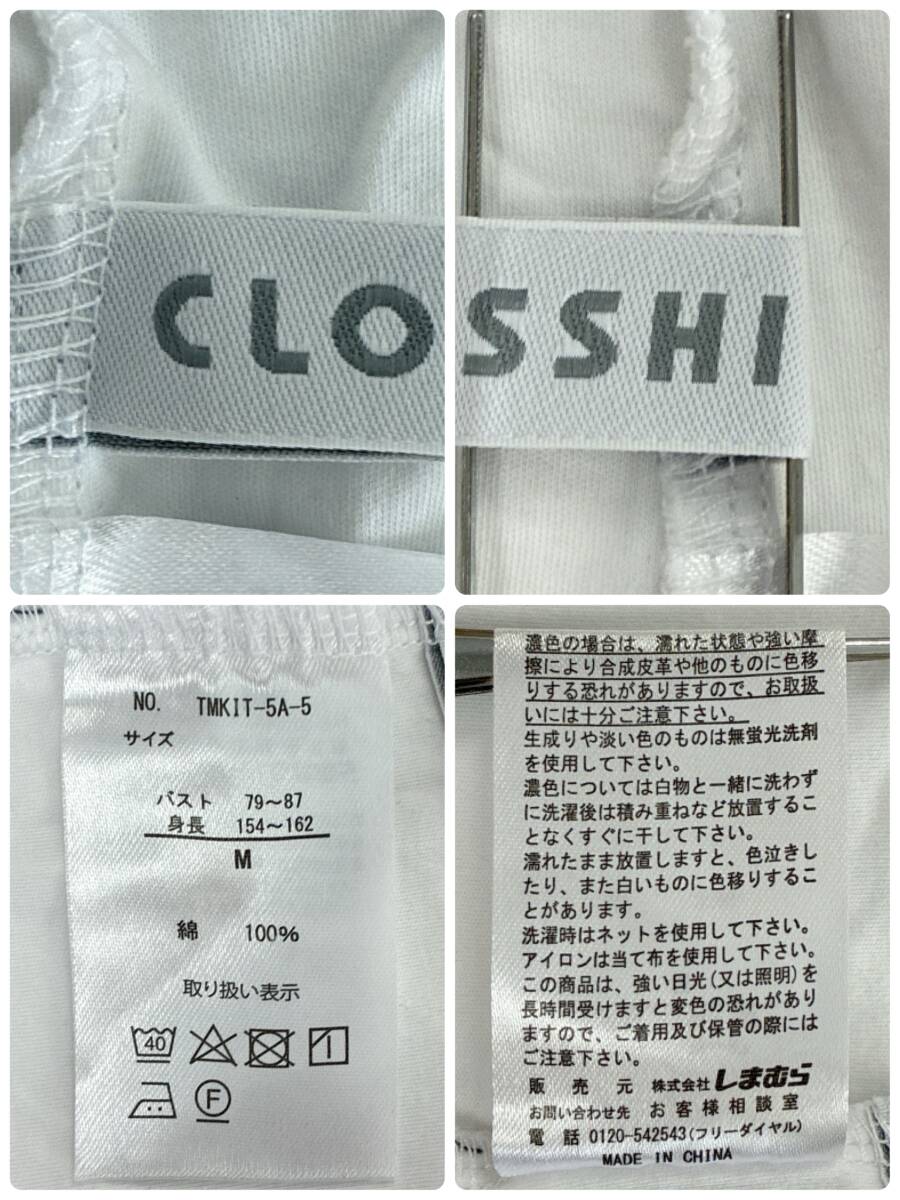 CLO
SSHI
NO. TMKIT-5A-5
サイズ
バスト 79～87
身長 154～162
M
綿 100%
取り扱い表示
40
F
濃色の場合は、濡れた状態や強い摩
擦により合成皮革や他のものに色移
りする恐れがありますので、お取扱
いには十分ご注意下さい。
生成りや淡い色のものは無蛍光洗剤
を使用して下さい。
濃色については白物と一緒に洗わず
に洗濯後は積み重ねなど放置するこ
となくすぐに干して下さい。
濡れたまま放置しますと、色泣きし
たり、また白いものに色移りするこ
とがあります。
洗濯時はネットを使用して下さい。
アイロンは当て布を使用して下さい。
この商品は、強い日光(又は照明)を
長時間受けますと変色の恐れがあり
ますので、ご着用及び保管の際には
ご注意下さい。
販売元 株式会社しまむら
お問い合わせ先 お客様相談室
電話 0120-542543(フリーダイヤル)
MADE IN CHINA